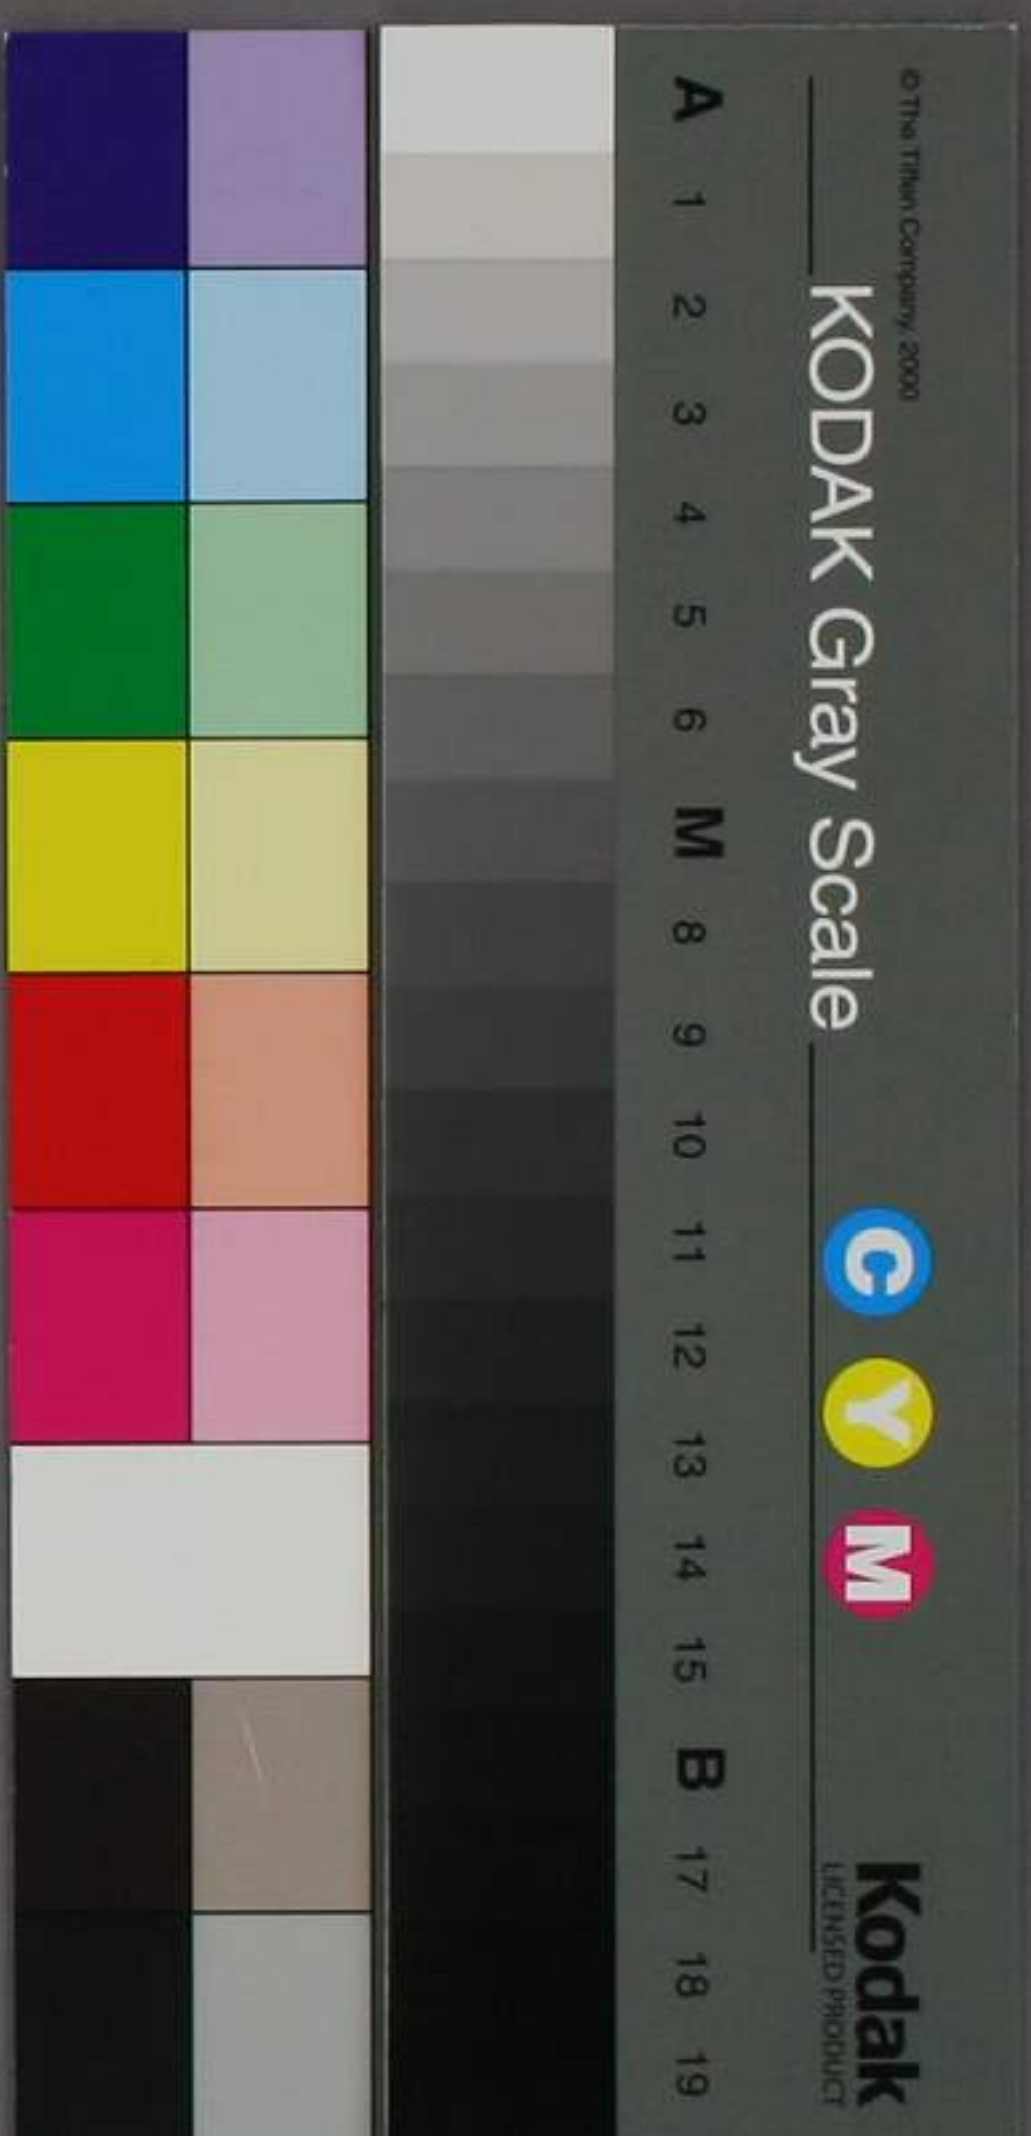 © The Tiffen Company, 2000
KODAK Gray Scale
C Y M
Kodak
LICENSED PRODUCT
A 1 2 3 4 5 6 M 8 9 10 11 12 13 14 15 B 17 18 19